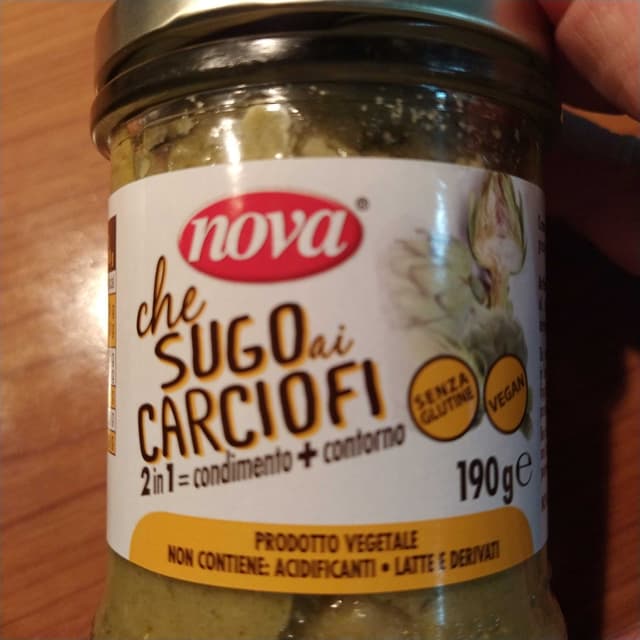 nova®
che
SUGO ai
CARCIOFI
2 in 1 = condimento + contorno
SENZA
GLUTINE
VEGAN
190 g e
PRODOTTO VEGETALE
NON CONTIENE: ACIDIFICANTI • LATTE E DERIVATI